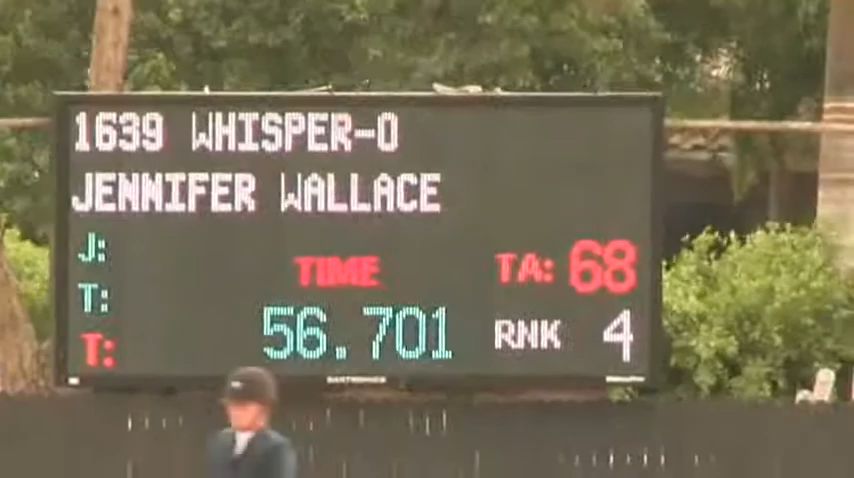 1639 WHISPER-O
JENNIFER WALLACE
J:
TIME
TA: 68
T:
56.701
RNK 4
T: